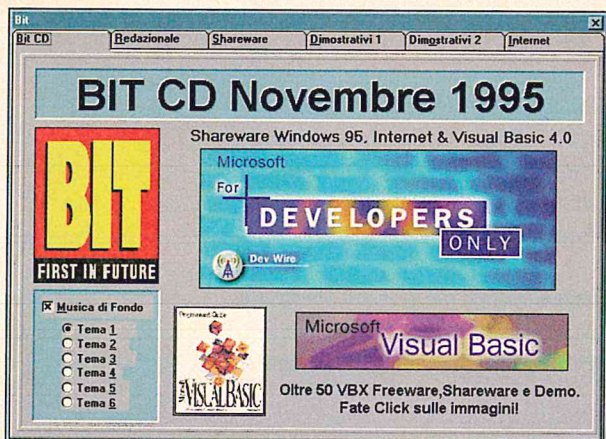 Bit
Bit CD
Redazionale
Shareware
Dimostrativi 1
Dimostrativi 2
Internet
BIT CD Novembre 1995
BIT
FIRST IN FUTURE
Shareware Windows 95, Internet & Visual Basic 4.0
Microsoft
For
DEVELOPERS
ONLY
Dev Wire
Musica di Fondo
Tema 1
Tema 2
Tema 3
Tema 4
Tema 5
Tema 6
Programmer's Guide
VISUAL BASIC
Microsoft
Visual Basic
Oltre 50 VBX Freeware,Shareware e Demo.
Fate Click sulle immagini!